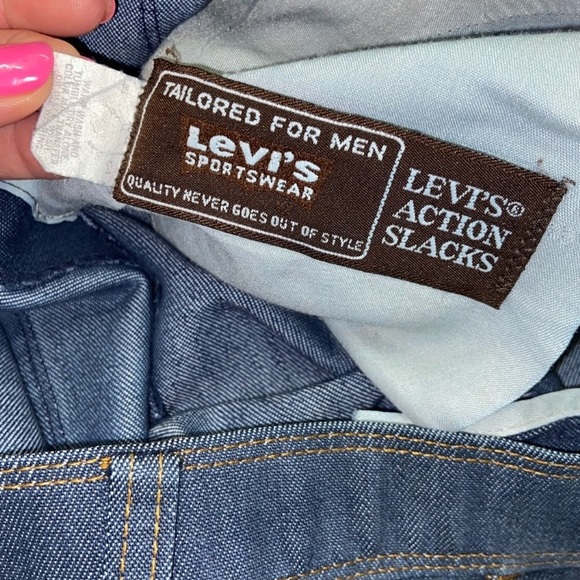 TAILORED FOR MEN
Levi's
SPORTSWEAR
QUALITY NEVER GOES OUT OF STYLE
LEVI'S®
ACTION
SLACKS